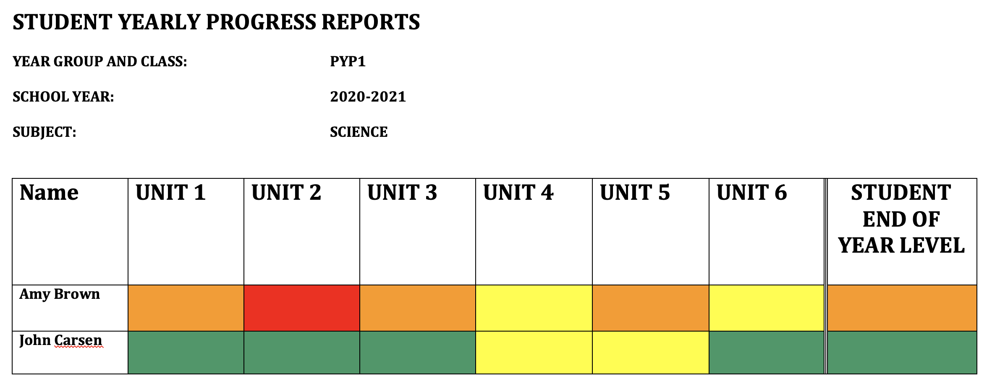 STUDENT YEARLY PROGRESS REPORTS
YEAR GROUP AND CLASS: PYP1
SCHOOL YEAR: 2020-2021
SUBJECT: SCIENCE
Name UNIT 1 UNIT 2 UNIT 3 UNIT 4 UNIT 5 UNIT 6 STUDENT
END OF
YEAR LEVEL
Amy Brown
John Carsen